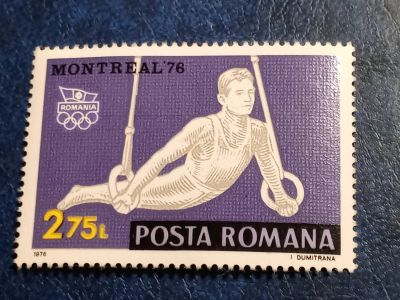 MONTREAL '76
ROMANIA
2 75L
POSTA ROMANA
1976
I DUMITRANA